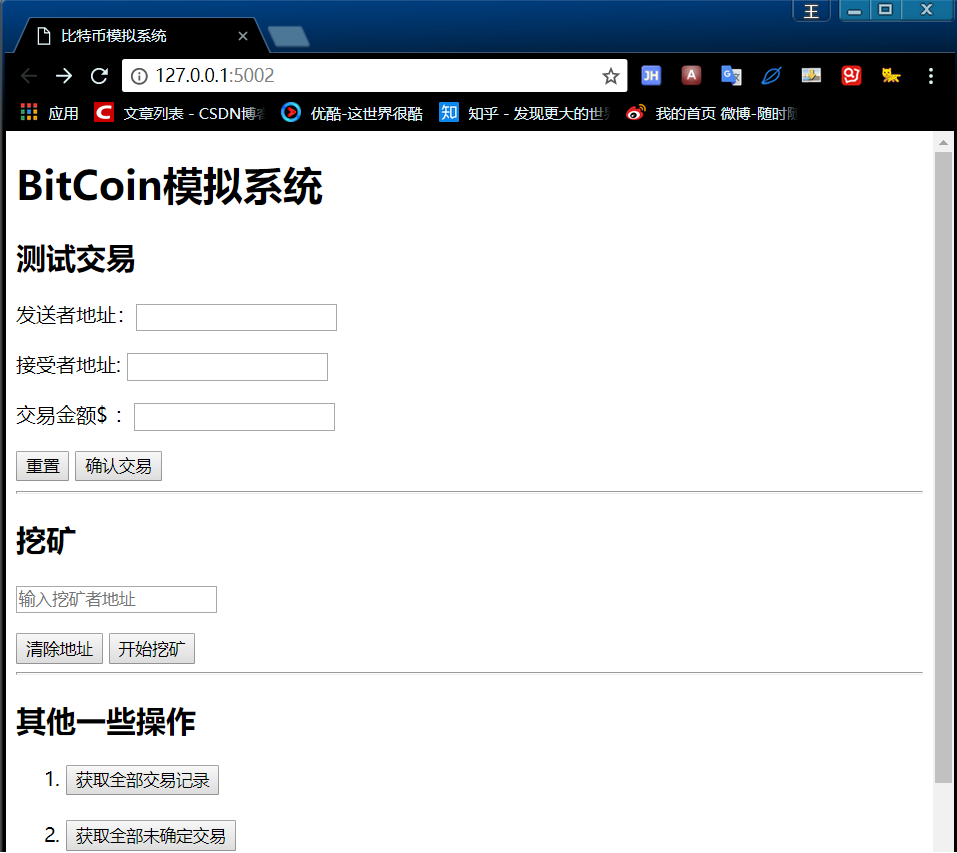 王
比特币模拟系统
127.0.0.1:5002
JH
A
应用
C
文章列表 - CSDN博客
优酷-这世界很酷
知
知乎 - 发现更大的世
我的首页 微博-随时随
BitCoin模拟系统
测试交易
发送者地址：
接受者地址:
交易金额$ ：
重置 确认交易
挖矿
输入挖矿者地址
清除地址 开始挖矿
其他一些操作
1. 获取全部交易记录
2. 获取全部未确定交易